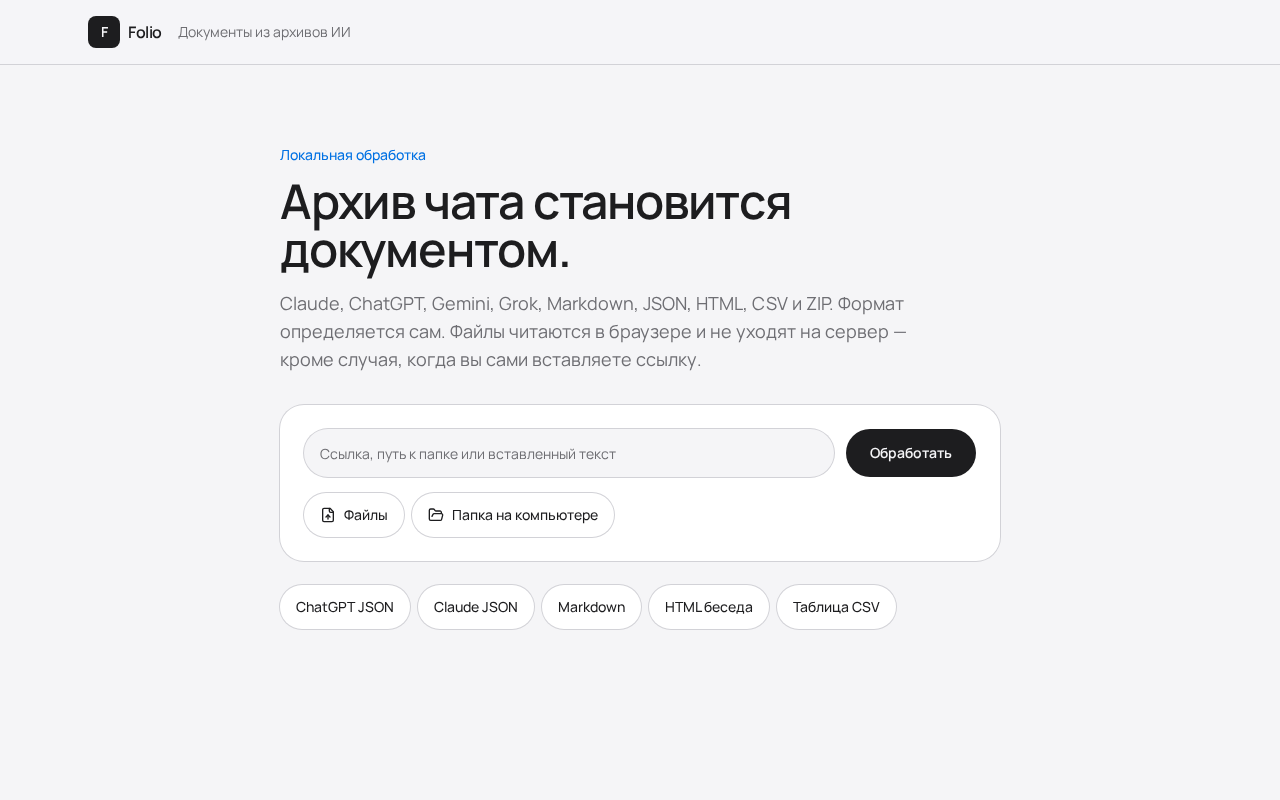 F Folio Документы из архивов ИИ
Локальная обработка
Архив чата становится
документом.
Claude, ChatGPT, Gemini, Grok, Markdown, JSON, HTML, CSV и ZIP. Формат
определяется сам. Файлы читаются в браузере и не уходят на сервер —
кроме случая, когда вы сами вставляете ссылку.
Ссылка, путь к папке или вставленный текст Обработать
Файлы Папка на компьютере
ChatGPT JSON Claude JSON Markdown HTML беседа Таблица CSV